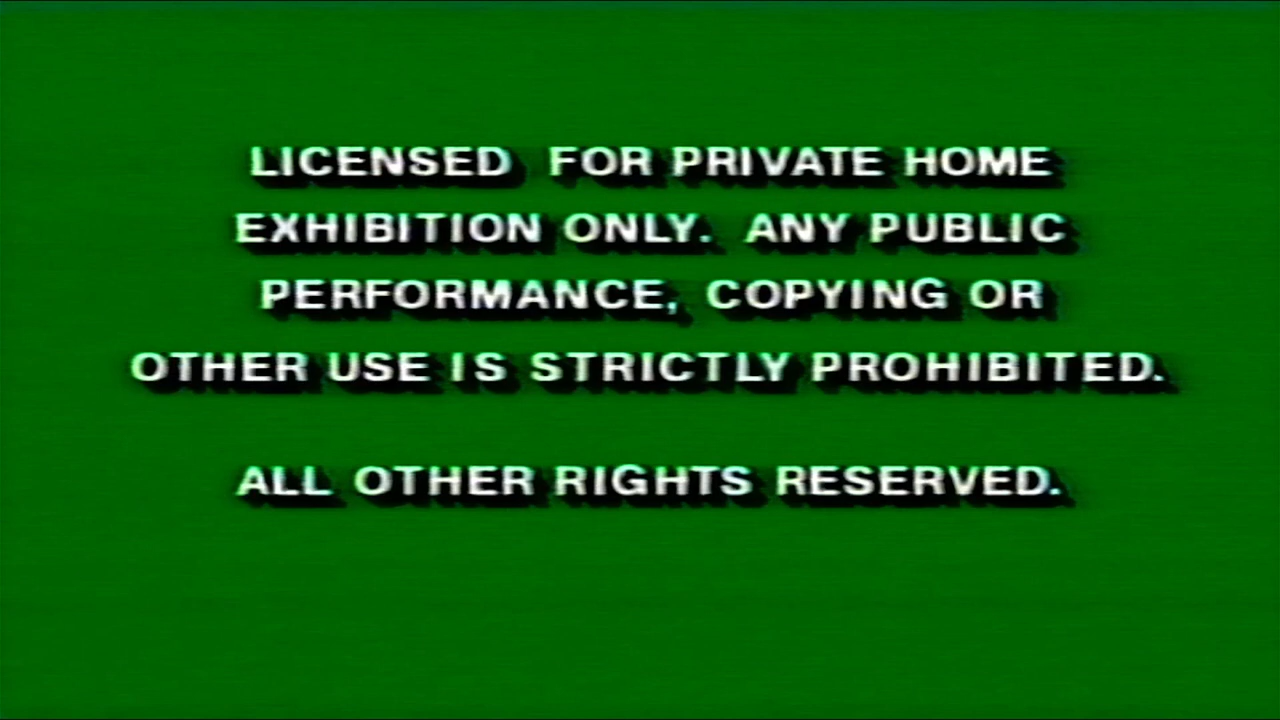 LICENSED FOR PRIVATE HOME
EXHIBITION ONLY. ANY PUBLIC
PERFORMANCE, COPYING OR
OTHER USE IS STRICTLY PROHIBITED.
ALL OTHER RIGHTS RESERVED.